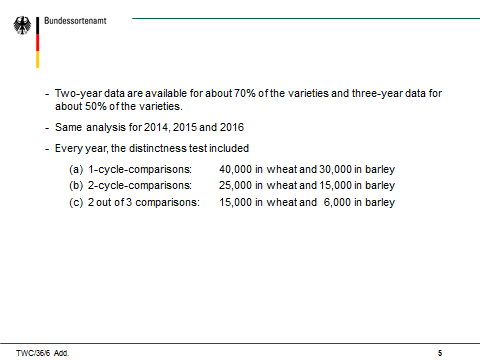 Bundessortenamt
- Two-year data are available for about 70% of the varieties and three-year data for
about 50% of the varieties.
- Same analysis for 2014, 2015 and 2016
- Every year, the distinctness test included
(a) 1-cycle-comparisons: 40,000 in wheat and 30,000 in barley
(b) 2-cycle-comparisons: 25,000 in wheat and 15,000 in barley
(c) 2 out of 3 comparisons: 15,000 in wheat and 6,000 in barley
TWC/36/6 Add. 5